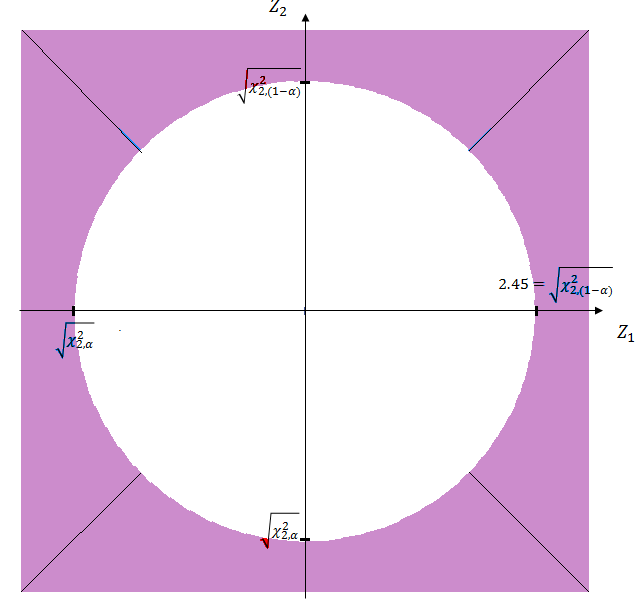 Z₂
√χ²₂,₍₁₋α₎
2.45 = √χ²₂,₍₁₋α₎
Z₁
√χ²₂,α
√χ²₂,α